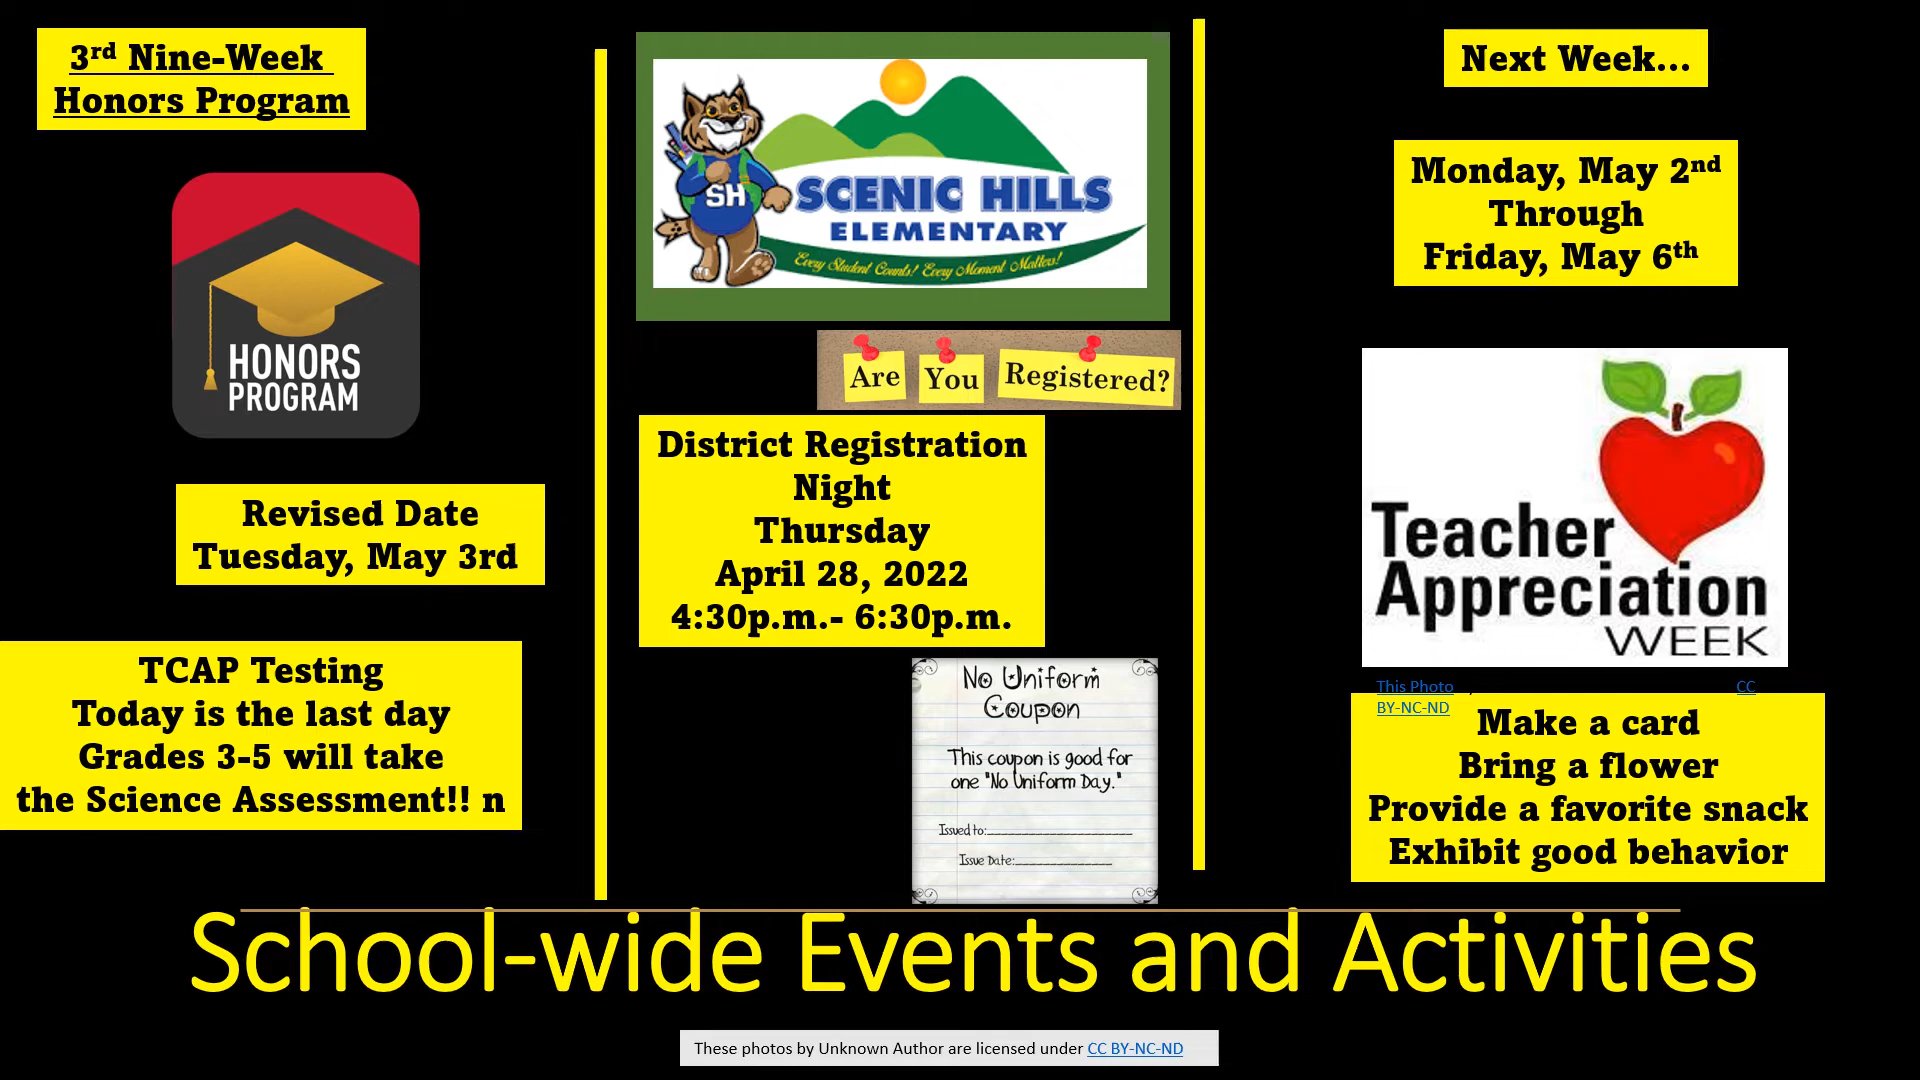 3rd Nine-Week
Honors Program
HONORS
PROGRAM
Revised Date
Tuesday, May 3rd
TCAP Testing
Today is the last day
Grades 3-5 will take
the Science Assessment!! n
SH
SCENIC HILLS
ELEMENTARY
Every Student Counts! Every Moment Matters!
Are You Registered?
District Registration
Night
Thursday
April 28, 2022
4:30p.m.- 6:30p.m.
No Uniform
Coupon
This coupon is good for
one "No Uniform Day."
Issued to:
Issue Date:
Next Week...
Monday, May 2nd
Through
Friday, May 6th
Teacher
Appreciation
WEEK
This Photo CC
BY-NC-ND
Make a card
Bring a flower
Provide a favorite snack
Exhibit good behavior
School-wide Events and Activities
These photos by Unknown Author are licensed under CC BY-NC-ND